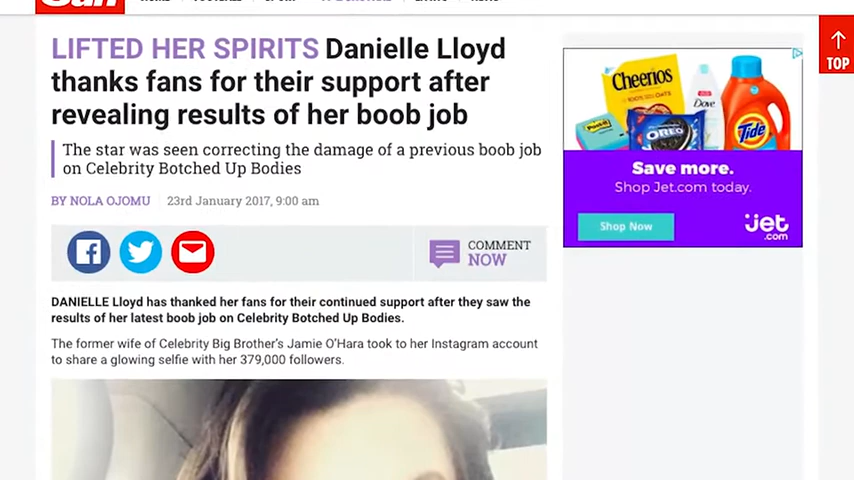 Sun
LIFTED HER SPIRITS Danielle Lloyd
thanks fans for their support after
revealing results of her boob job
The star was seen correcting the damage of a previous boob job
on Celebrity Botched Up Bodies
BY NOLA OJOMU
23rd January 2017, 9:00 am
COMMENT
NOW
DANIELLE Lloyd has thanked her fans for their continued support after they saw the
results of her latest boob job on Celebrity Botched Up Bodies.
The former wife of Celebrity Big Brother's Jamie O'Hara took to her Instagram account
to share a glowing selfie with her 379,000 followers.
Cheerios
Dove
Post-it
OREO
Tide
Save more.
Shop Jet.com today.
Shop Now
jet
.com
TOP